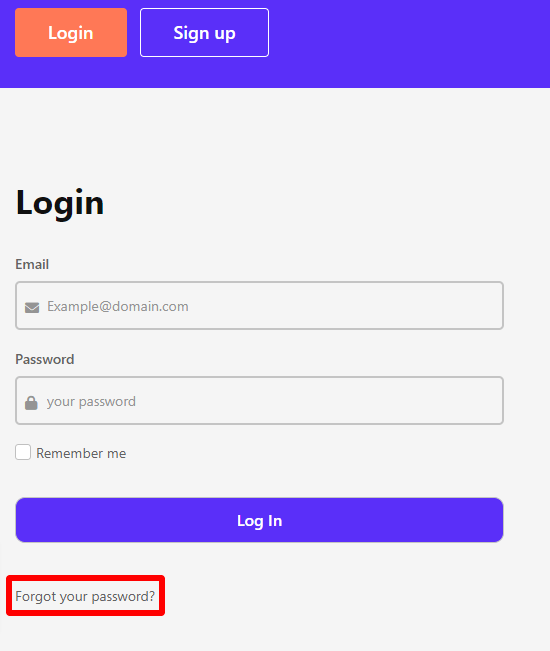 Login
Sign up
Login
Email
Example@domain.com
Password
your password
Remember me
Log In
Forgot your password?